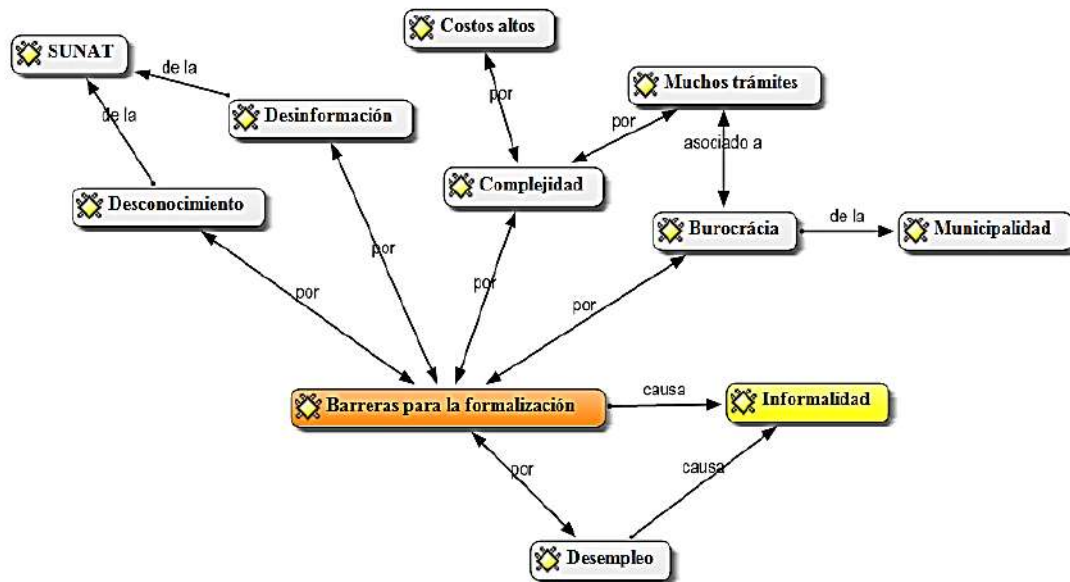 Costos altos
SUNAT
de la
Muchos trámites
por
Desinformación
de la
por
asociado a
Complejidad
Desconocimiento
Burocrácia
de la
Municipalidad
por
por
por
por
Barreras para la formalización
causa
Informalidad
por
causa
Desempleo